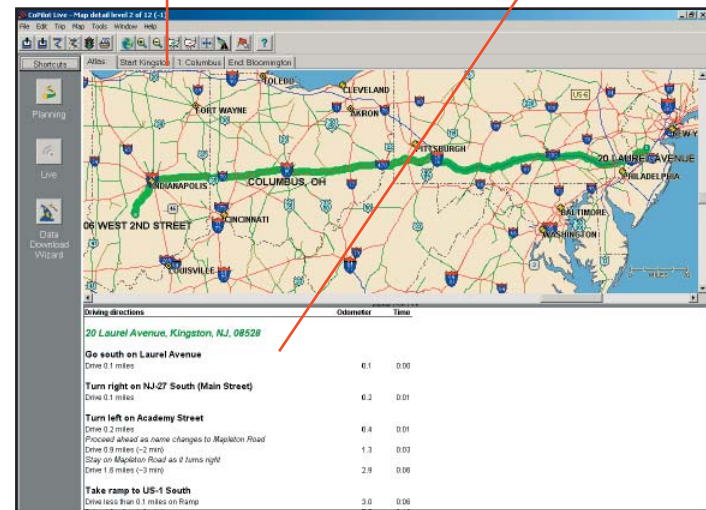 CoPilot Live - Map detail level 2 of 12 (-1)
File Edit Trip Map Tools Window Help
Shortcuts
Atlas: Start Kingston 1: Columbus End: Bloomington
Planning
Live
Data
Download
Wizard
TOLEDO
CLEVELAND
US-6
FORT WAYNE
AKRON
PITTSBURGH
20 LAUREL AVENUE
PHILADELPHIA
INDIANAPOLIS
COLUMBUS, OH
46
06 WEST 2ND STREET
CINCINNATI
BALTIMORE
WASHINGTON
LOUISVILLE
MILES
Driving directions Odometer Time
20 Laurel Avenue, Kingston, NJ, 08528
Go south on Laurel Avenue
Drive 0.1 miles 0.1 0:00
Turn right on NJ-27 South (Main Street)
Drive 0.1 miles 0.2 0:01
Turn left on Academy Street
Drive 0.2 miles 0.4 0:01
Proceed ahead as name changes to Mapleton Road
Drive 0.9 miles (~2 min) 1.3 0:03
Stay on Mapleton Road as it turns right
Drive 1.6 miles (~3 min) 2.9 0:06
Take ramp to US-1 South
Drive less than 0.1 miles on Ramp 3.0 0:06